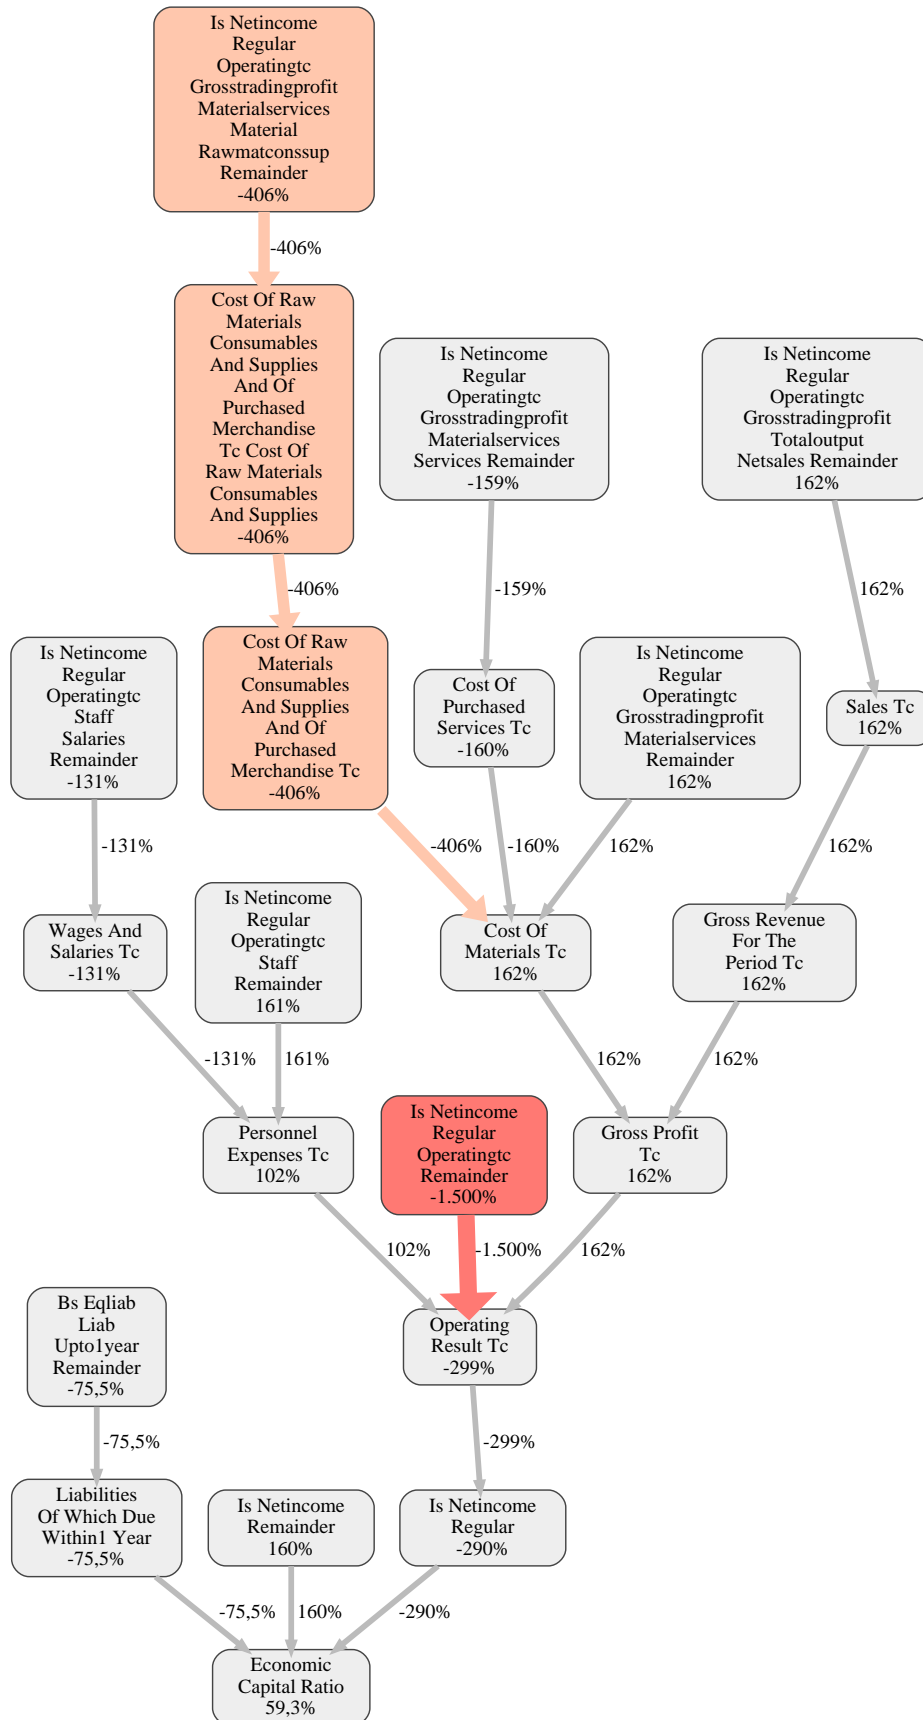 Is Netincome
Regular
Operatingtc
Grosstradingprofit
Materialservices
Material
Rawmatconssup
Remainder
-406%
-406%
Cost Of Raw
Materials
Consumables
And Supplies
And Of
Purchased
Merchandise
Tc Cost Of
Raw Materials
Consumables
And Supplies
-406%
Is Netincome
Regular
Operatingtc
Grosstradingprofit
Materialservices
Services Remainder
-159%
Is Netincome
Regular
Operatingtc
Grosstradingprofit
Totaloutput
Netsales Remainder
162%
-406%
-159%
162%
Is Netincome
Regular
Operatingtc
Staff
Salaries
Remainder
-131%
Cost Of Raw
Materials
Consumables
And Supplies
And Of
Purchased
Merchandise Tc
-406%
Cost Of
Purchased
Services Tc
-160%
Is Netincome
Regular
Operatingtc
Grosstradingprofit
Materialservices
Remainder
162%
Sales Tc
162%
-131%
-406%
-160%
162%
162%
Wages And
Salaries Tc
-131%
Is Netincome
Regular
Operatingtc
Staff
Remainder
161%
Cost Of
Materials Tc
162%
Gross Revenue
For The
Period Tc
162%
-131%
161%
162%
162%
Personnel
Expenses Tc
102%
Is Netincome
Regular
Operatingtc
Remainder
-1.500%
Gross Profit
Tc
162%
102%
-1.500%
162%
Bs Eqliab
Liab
Upto1year
Remainder
-75,5%
Operating
Result Tc
-299%
-75,5%
-299%
Liabilities
Of Which Due
Within1 Year
-75,5%
Is Netincome
Remainder
160%
Is Netincome
Regular
-290%
-75,5%
160%
-290%
Economic
Capital Ratio
59,3%